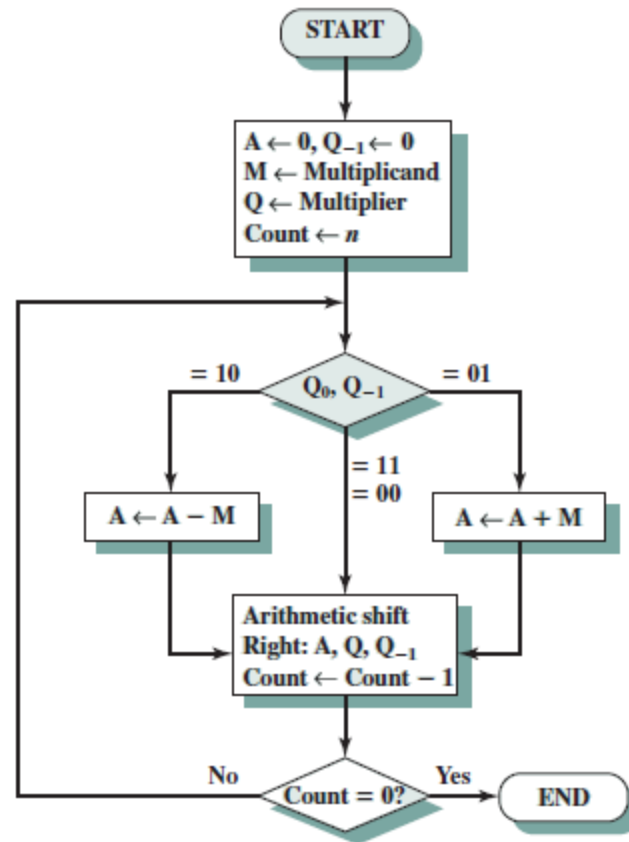 START
A ← 0, Q₋₁ ← 0
M ← Multiplicand
Q ← Multiplier
Count ← n
= 10
Q₀, Q₋₁
= 01
= 11
= 00
A ← A − M
A ← A + M
Arithmetic shift
Right: A, Q, Q₋₁
Count ← Count − 1
No
Count = 0?
Yes
END